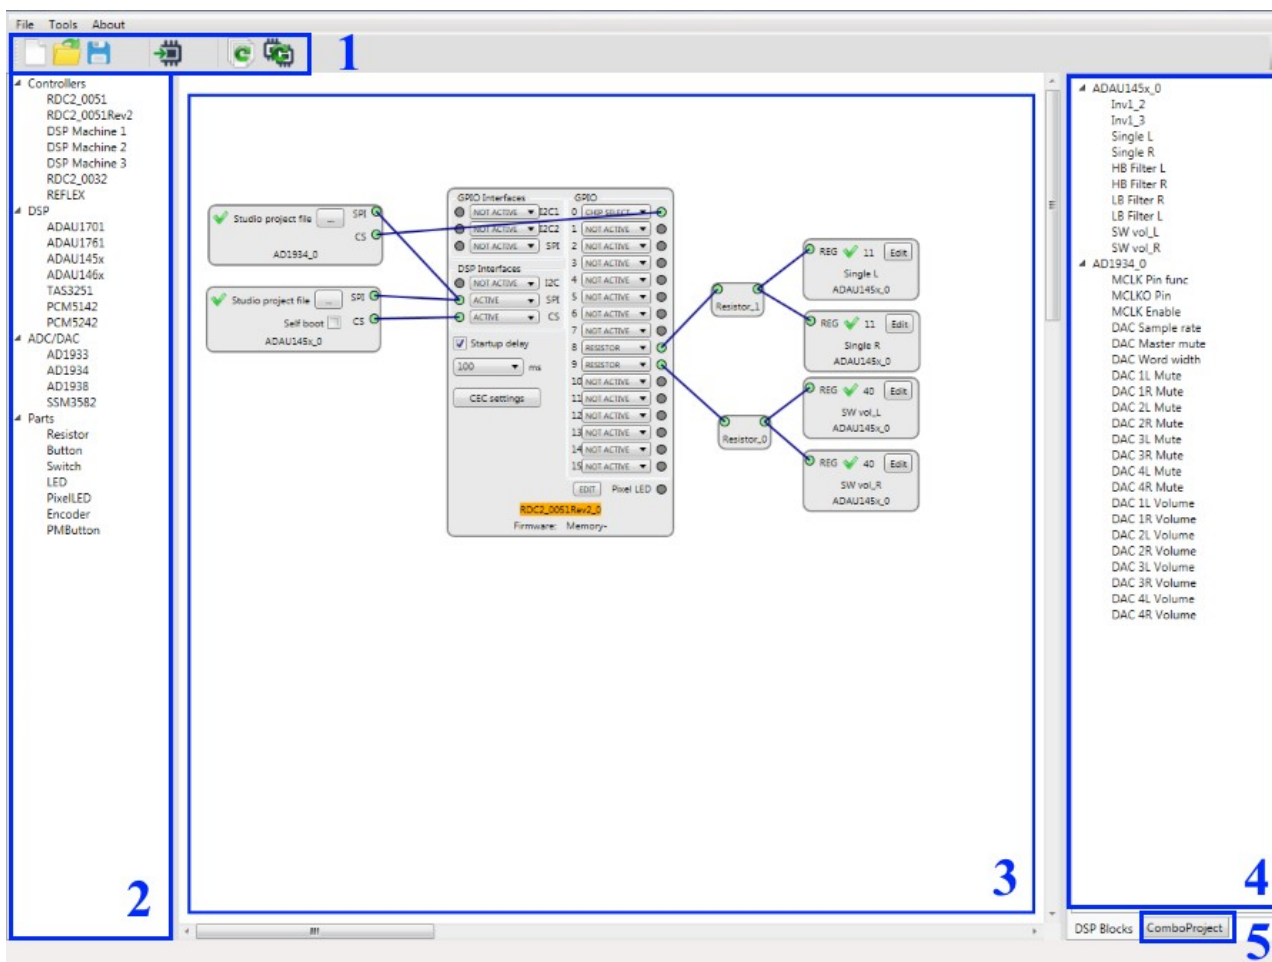 File Tools About
1
Controllers
RDC2_0051
RDC2_0051Rev2
DSP Machine 1
DSP Machine 2
DSP Machine 3
RDC2_0032
REFLEX
DSP
ADAU1701
ADAU1761
ADAU145x
ADAU146x
TAS3251
PCM5142
PCM5242
ADC/DAC
AD1933
AD1934
AD1938
SSM3582
Parts
Resistor
Button
Switch
LED
PixelLED
Encoder
PMButton
2
Studio project file ... SPI
CS
AD1934_0
Studio project file ... SPI
Self boot CS
ADAU145x_0
GPIO Interfaces GPIO
NOT ACTIVE I2C1 0 CHIP SELECT
NOT ACTIVE I2C2 1 NOT ACTIVE
NOT ACTIVE SPI 2 NOT ACTIVE
3 NOT ACTIVE
DSP Interfaces
NOT ACTIVE I2C 4 NOT ACTIVE
ACTIVE SPI 5 NOT ACTIVE
ACTIVE CS 6 NOT ACTIVE
7 NOT ACTIVE
Startup delay 8 RESISTOR
100 ms 9 RESISTOR
10 NOT ACTIVE
CEC settings 11 NOT ACTIVE
12 NOT ACTIVE
13 NOT ACTIVE
14 NOT ACTIVE
15 NOT ACTIVE
EDIT Pixel LED
RDC2_0051Rev2_0
Firmware: Memory-
Resistor_1
Resistor_0
REG 11 Edit
Single L
ADAU145x_0
REG 11 Edit
Single R
ADAU145x_0
REG 40 Edit
SW vol_L
ADAU145x_0
REG 40 Edit
SW vol_R
ADAU145x_0
3
ADAU145x_0
Inv1_2
Inv1_3
Single L
Single R
HB Filter L
HB Filter R
LB Filter R
LB Filter L
SW vol_L
SW vol_R
AD1934_0
MCLK Pin func
MCLKO Pin
MCLK Enable
DAC Sample rate
DAC Master mute
DAC Word width
DAC 1L Mute
DAC 1R Mute
DAC 2L Mute
DAC 2R Mute
DAC 3L Mute
DAC 3R Mute
DAC 4L Mute
DAC 4R Mute
DAC 1L Volume
DAC 1R Volume
DAC 2L Volume
DAC 2R Volume
DAC 3L Volume
DAC 3R Volume
DAC 4L Volume
DAC 4R Volume
4
DSP Blocks ComboProject
5